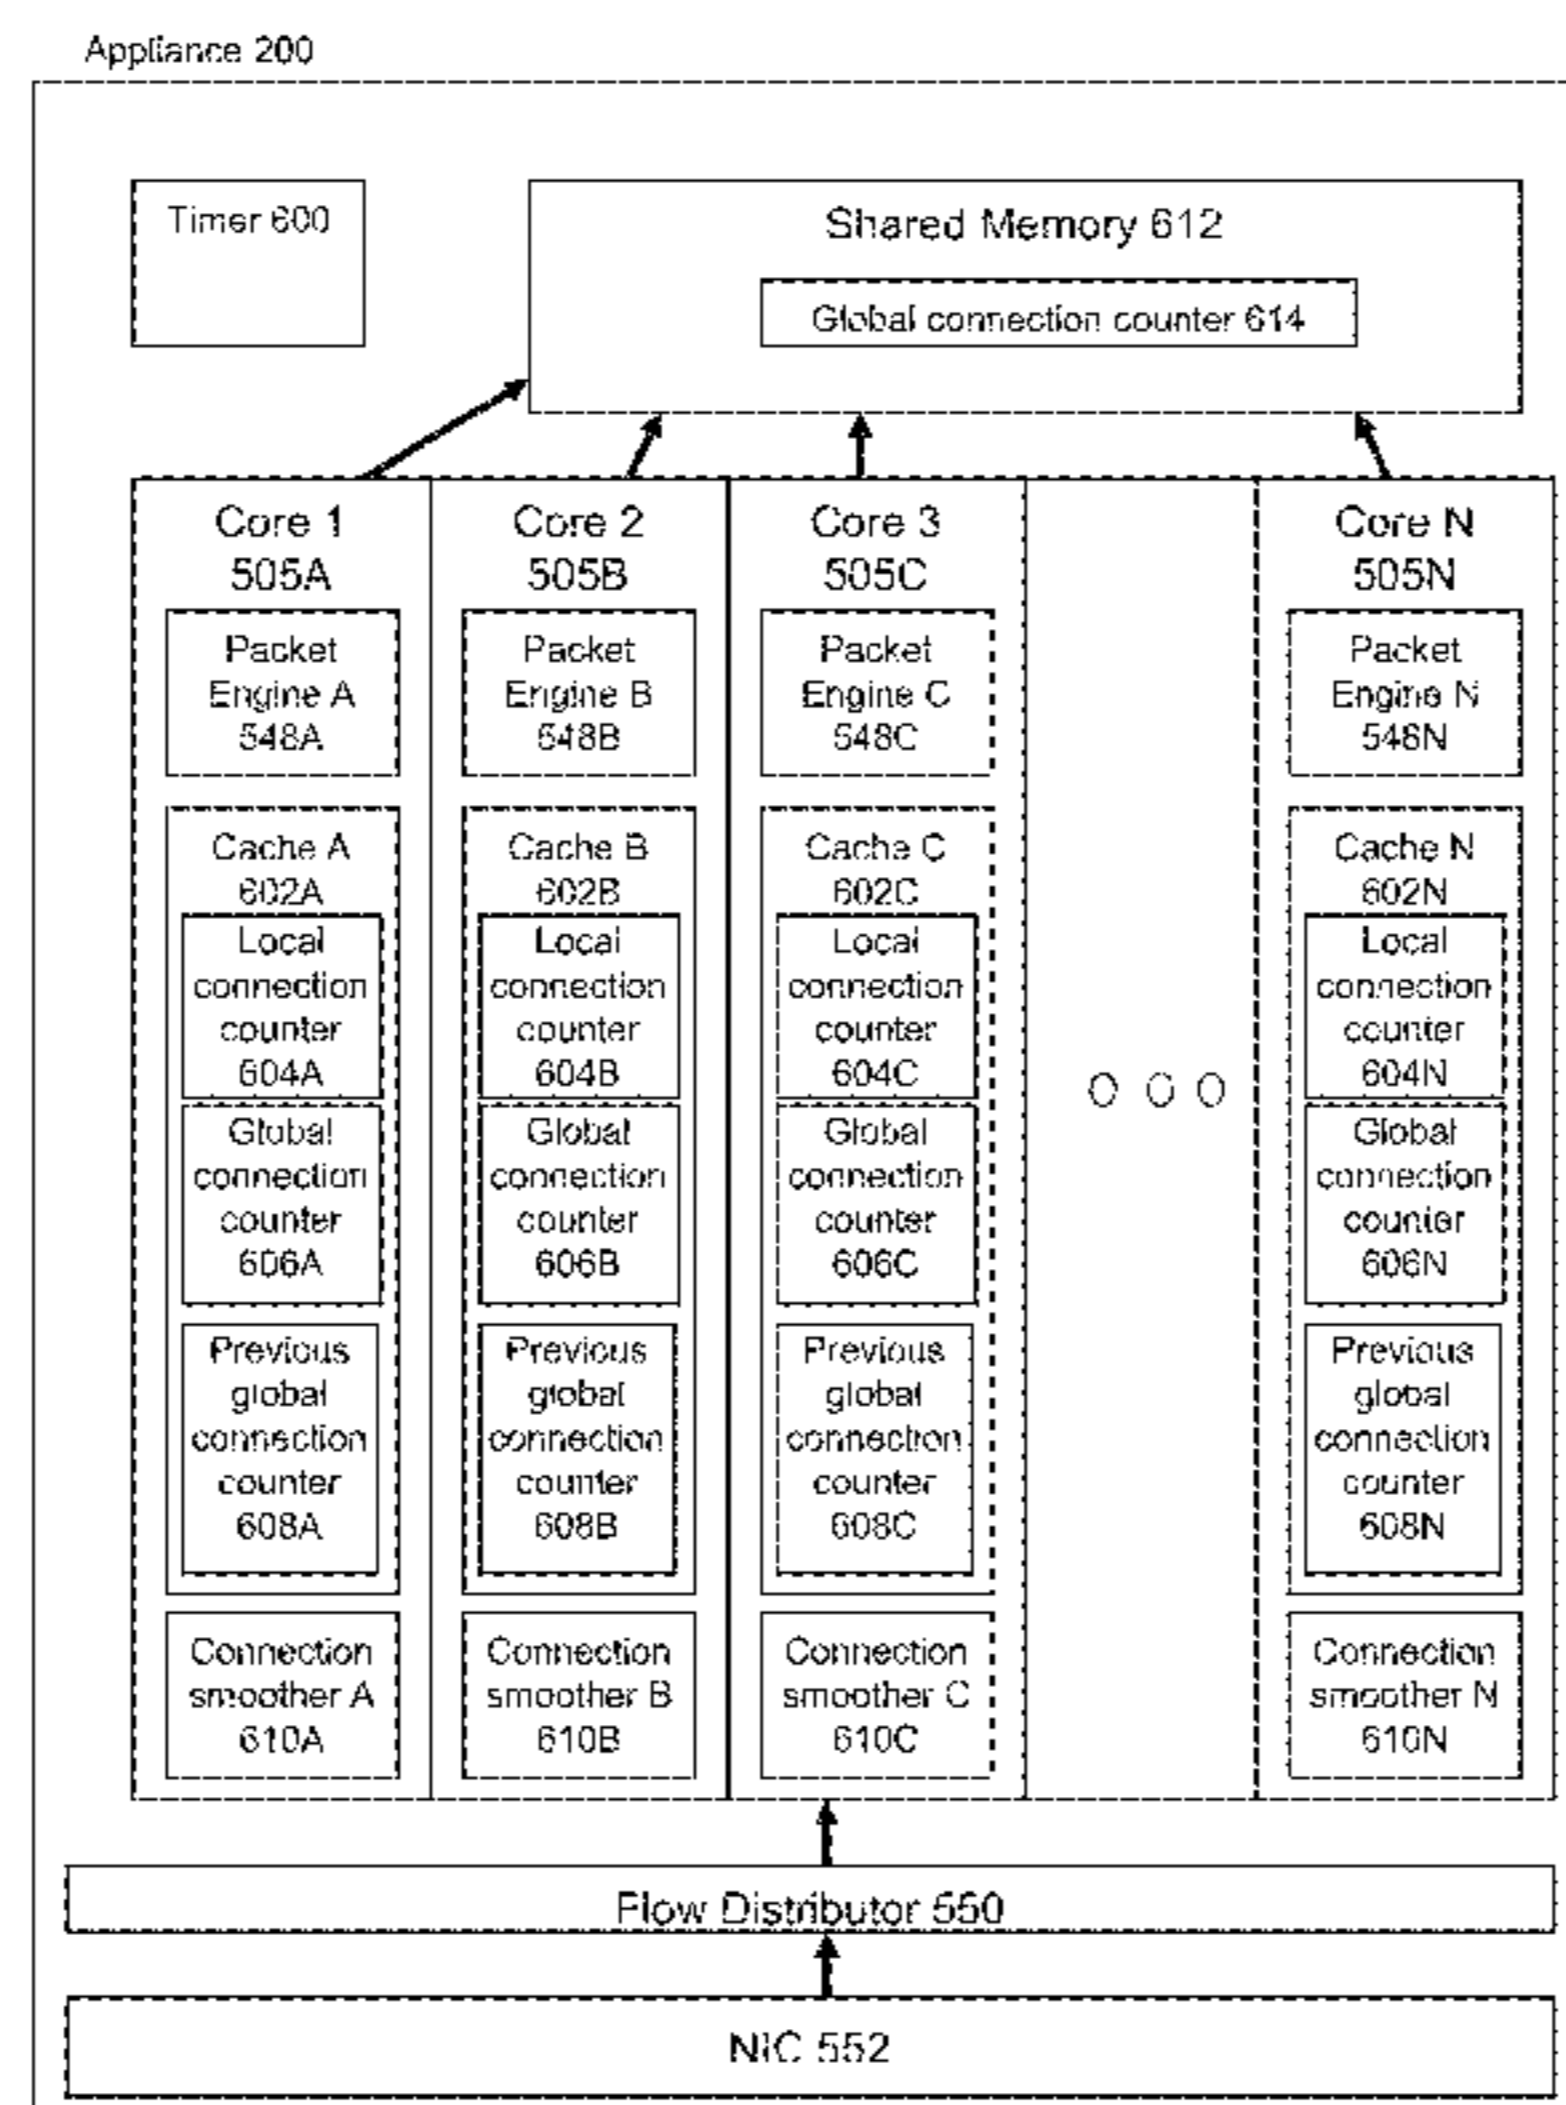 Appliance 200
Timer 600
Shared Memory 612
Global connection counter 614
Core 1
505A
Packet
Engine A
548A
Cache A
602A
Local
connection
counter
604A
Global
connection
counter
606A
Previous
global
connection
counter
608A
Connection
smoother A
610A
Core 2
505B
Packet
Engine B
548B
Cache B
602B
Local
connection
counter
604B
Global
connection
counter
606B
Previous
global
connection
counter
608B
Connection
smoother B
610B
Core 3
505C
Packet
Engine C
548C
Cache C
602C
Local
connection
counter
604C
Global
connection
counter
606C
Previous
global
connection
counter
608C
Connection
smoother C
610C
Core N
505N
Packet
Engine N
548N
Cache N
602N
Local
connection
counter
604N
Global
connection
counter
606N
Previous
global
connection
counter
608N
Connection
smoother N
610N
Flow Distributor 550
NIC 552